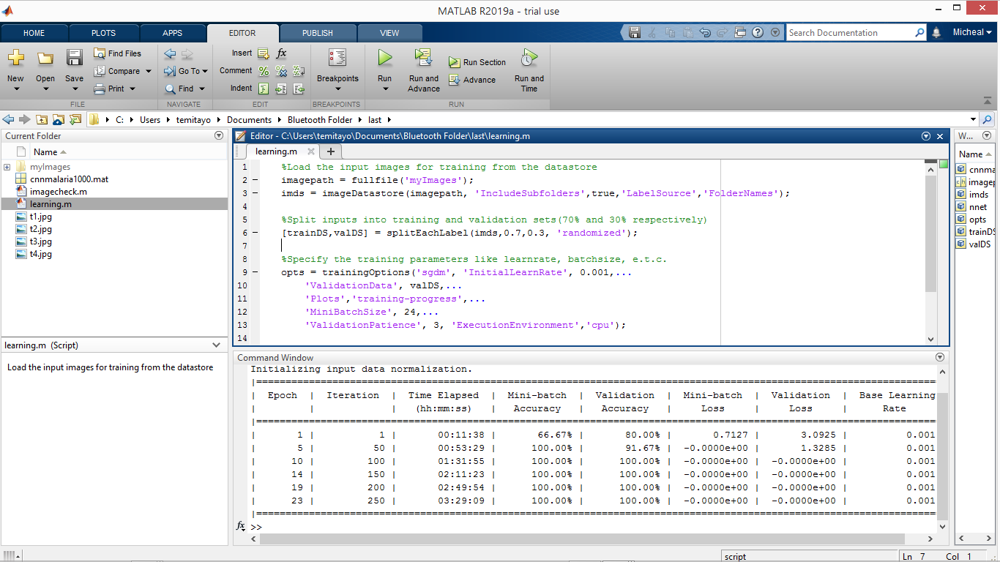 MATLAB R2019a - trial use
HOME PLOTS APPS EDITOR PUBLISH VIEW
Search Documentation
Micheal
New Open Save
Find Files
Compare
Print
FILE
Go To
Find
NAVIGATE
Insert fx
Comment
Indent
EDIT
Breakpoints
BREAKPOINTS
Run
Run and Advance
Run Section
Advance
Run and Time
RUN
C: Users temitayo Documents Bluetooth Folder last
Current Folder
Name
myImages
cnnmalaria1000.mat
imagecheck.m
learning.m
t1.jpg
t2.jpg
t3.jpg
t4.jpg
learning.m (Script)
Load the input images for training from the datastore
Editor - C:\Users\temitayo\Documents\Bluetooth Folder\last\learning.m
learning.m
1 %Load the input images for training from the datastore
2 – imagepath = fullfile('myImages');
3 – imds = imageDatastore(imagepath, 'IncludeSubfolders',true,'LabelSource','FolderNames');
4
5 %Split inputs into training and validation sets(70% and 30% respectively)
6 – [trainDS,valDS] = splitEachLabel(imds,0.7,0.3, 'randomized');
7
8 %Specify the training parameters like learnrate, batchsize, e.t.c.
9 – opts = trainingOptions('sgdm', 'InitialLearnRate', 0.001,...
10 'ValidationData', valDS,...
11 'Plots','training-progress',...
12 'MiniBatchSize', 24,...
13 'ValidationPatience', 3, 'ExecutionEnvironment','cpu');
14
Command Window
Initializing input data normalization.
| Epoch | Iteration | Time Elapsed | Mini-batch | Validation | Mini-batch | Validation | Base Learning
| | | (hh:mm:ss) | Accuracy | Accuracy | Loss | Loss | Rate
| 1 | 1 | 00:11:38 | 66.67% | 80.00% | 0.7127 | 3.0925 | 0.001
| 5 | 50 | 00:53:29 | 100.00% | 91.67% | -0.0000e+00 | 1.3285 | 0.001
| 10 | 100 | 01:31:55 | 100.00% | 100.00% | -0.0000e+00 | -0.0000e+00 | 0.001
| 14 | 150 | 02:11:23 | 100.00% | 100.00% | -0.0000e+00 | -0.0000e+00 | 0.001
| 19 | 200 | 02:49:54 | 100.00% | 100.00% | -0.0000e+00 | -0.0000e+00 | 0.001
| 23 | 250 | 03:29:09 | 100.00% | 100.00% | -0.0000e+00 | -0.0000e+00 | 0.001
fx >>
W...
Name
cnnma
imagep
imds
nnet
opts
trainDS
valDS
script
Ln 7 Col 1